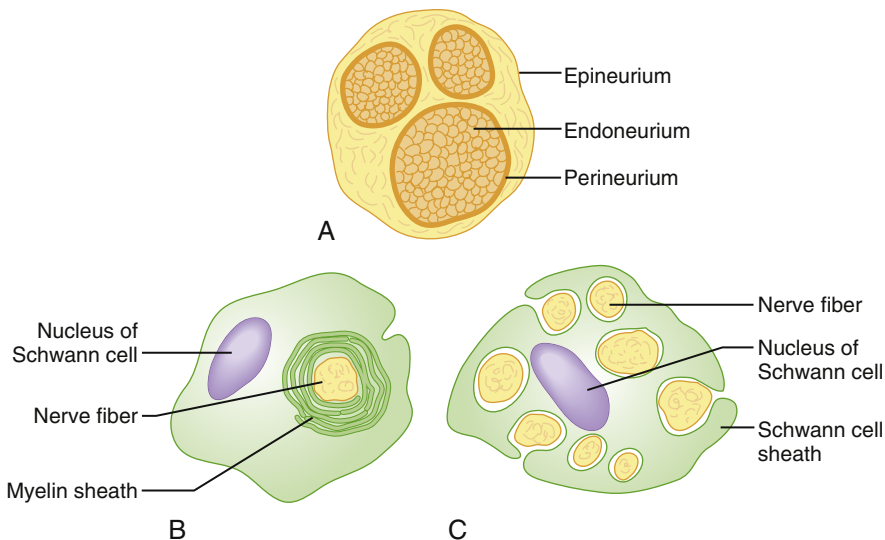 Epineurium
Endoneurium
Perineurium
A
Nucleus of
Schwann cell
Nerve fiber
Myelin sheath
B
Nerve fiber
Nucleus of
Schwann cell
Schwann cell
sheath
C